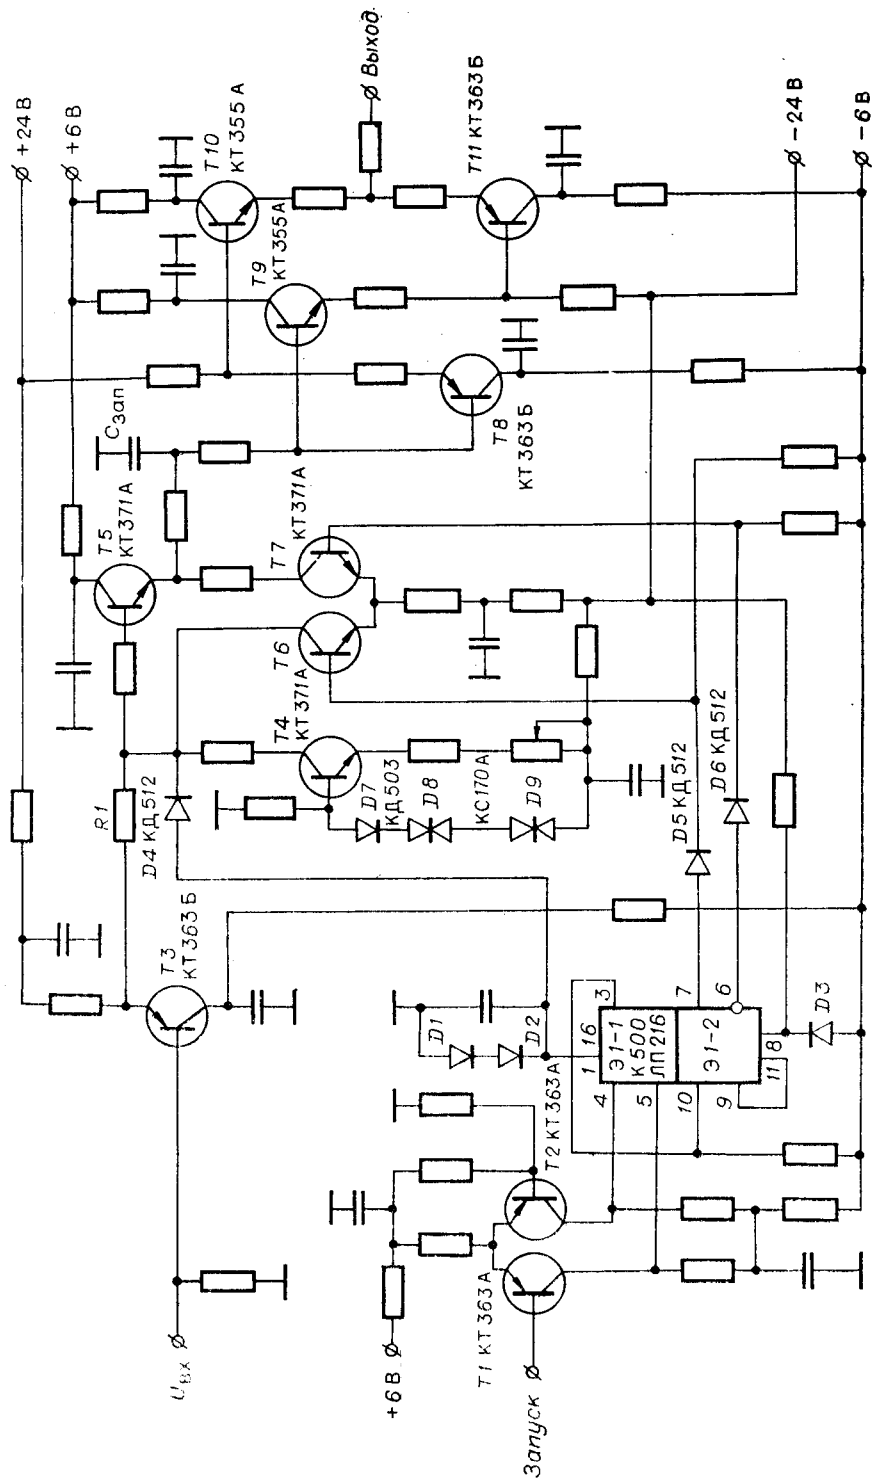 +24 В
+6 В
T10
КТ355А
Выход
T11 КТ363Б
−24 В
−6 В
T9
КТ355А
Cзап
T8
КТ363Б
T5
КТ371А
T7
КТ371А
T6
T4
КТ371А
R1
D4 КД512
D7
КД503
D8
КС170А
D9
D5 КД512
D6 КД512
T3
КТ363Б
D1
D2
1
16
3
Э1-1
К500
ЛП216
Э1-2
4
5
10
9
11
8
7
6
D3
T2 КТ363А
T1 КТ363А
Uвх
+6 В
Запуск